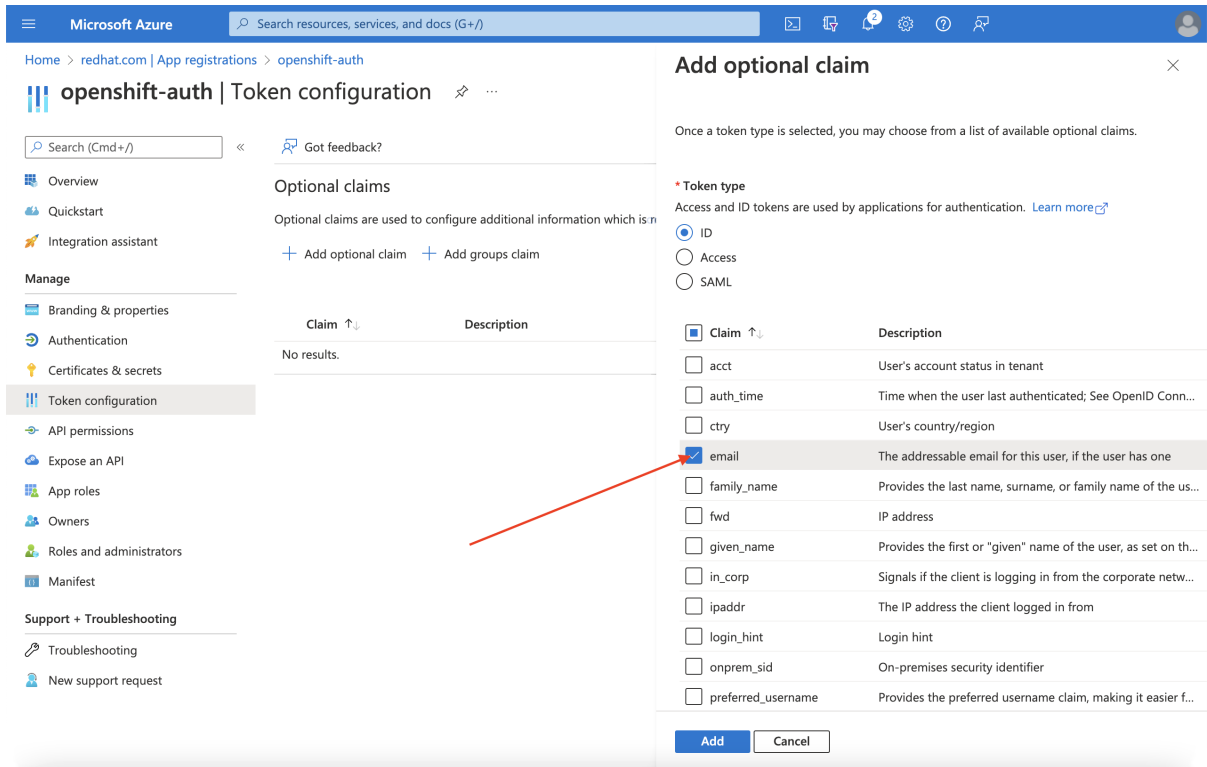 Microsoft Azure
Search resources, services, and docs (G+/)
2
Home > redhat.com | App registrations > openshift-auth
openshift-auth | Token configuration
Search (Cmd+/)
Overview
Quickstart
Integration assistant
Manage
Branding & properties
Authentication
Certificates & secrets
Token configuration
API permissions
Expose an API
App roles
Owners
Roles and administrators
Manifest
Support + Troubleshooting
Troubleshooting
New support request
Got feedback?
Optional claims
Optional claims are used to configure additional information which is
Add optional claim Add groups claim
Claim Description
No results.
Add optional claim
Once a token type is selected, you may choose from a list of available optional claims.
* Token type
Access and ID tokens are used by applications for authentication. Learn more
ID
Access
SAML
Claim Description
acct User's account status in tenant
auth_time Time when the user last authenticated; See OpenID Conn...
ctry User's country/region
email The addressable email for this user, if the user has one
family_name Provides the last name, surname, or family name of the us...
fwd IP address
given_name Provides the first or "given" name of the user, as set on th...
in_corp Signals if the client is logging in from the corporate netw...
ipaddr The IP address the client logged in from
login_hint Login hint
onprem_sid On-premises security identifier
preferred_username Provides the preferred username claim, making it easier f...
Add Cancel